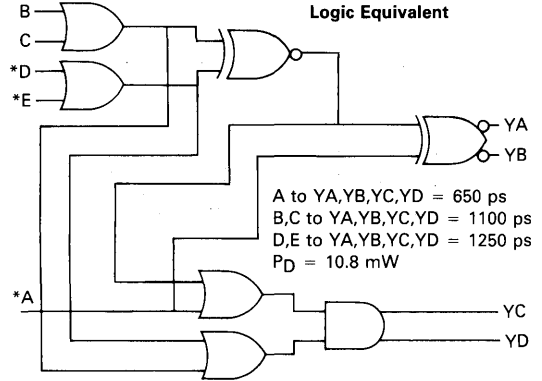 Logic Equivalent
B
C
*D
*E
YA
YB
A to YA,YB,YC,YD = 650 ps
B,C to YA,YB,YC,YD = 1100 ps
D,E to YA,YB,YC,YD = 1250 ps
PD = 10.8 mW
*A
YC
YD